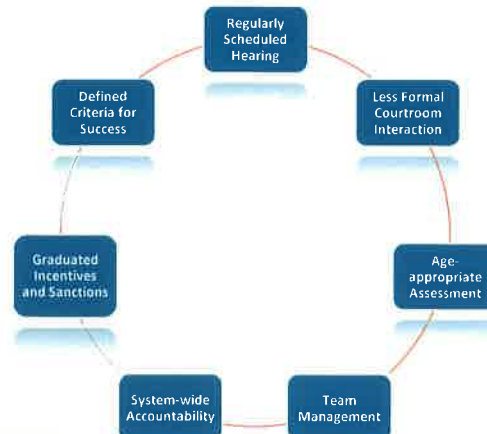 Regularly
Scheduled
Hearing
Less Formal
Courtroom
Interaction
Age-
appropriate
Assessment
Team
Management
System-wide
Accountability
Graduated
Incentives
and Sanctions
Defined
Criteria for
Success